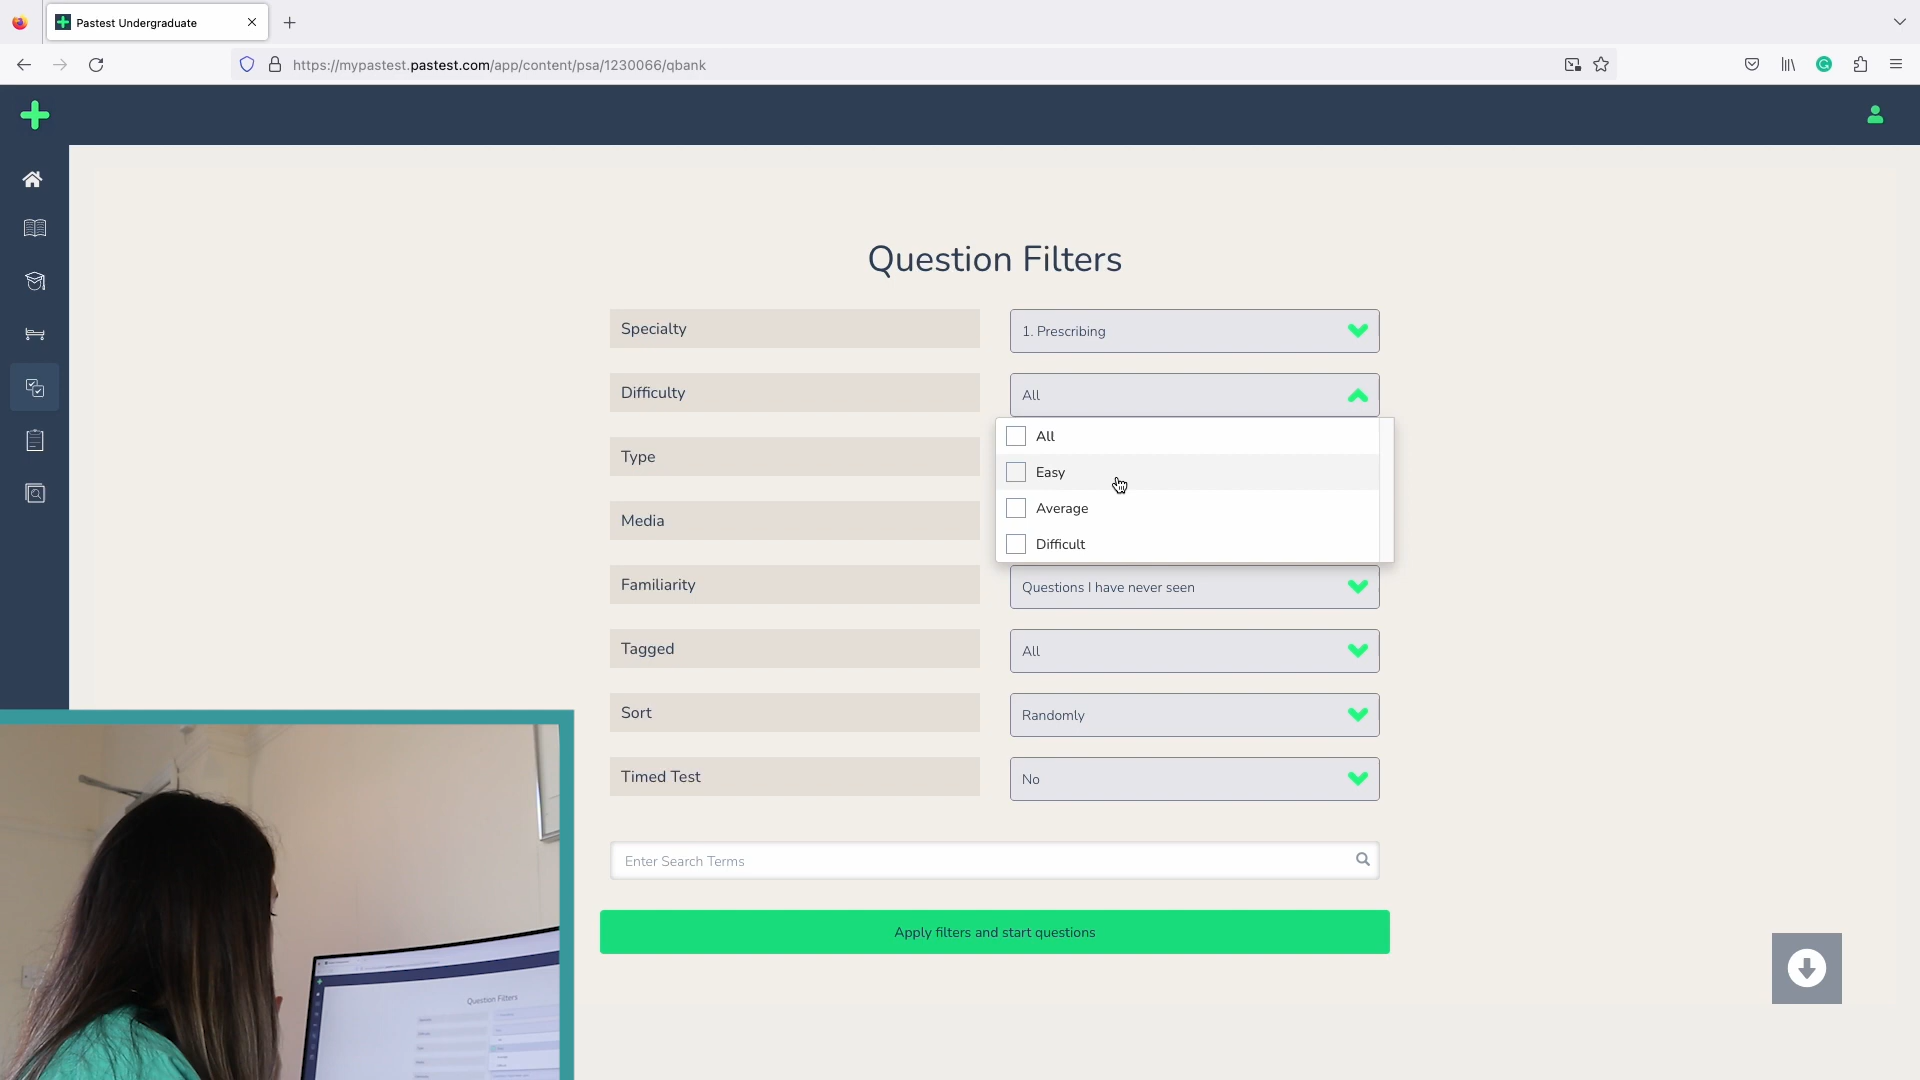 Pastest Undergraduate
https://mypastest.pastest.com/app/content/psa/1230066/qbank
Question Filters
Specialty
1. Prescribing
Difficulty
All
All
Type
Easy
Average
Media
Difficult
Familiarity
Questions I have never seen
Tagged
All
Sort
Randomly
Timed Test
No
Enter Search Terms
Apply filters and start questions
Question Filters